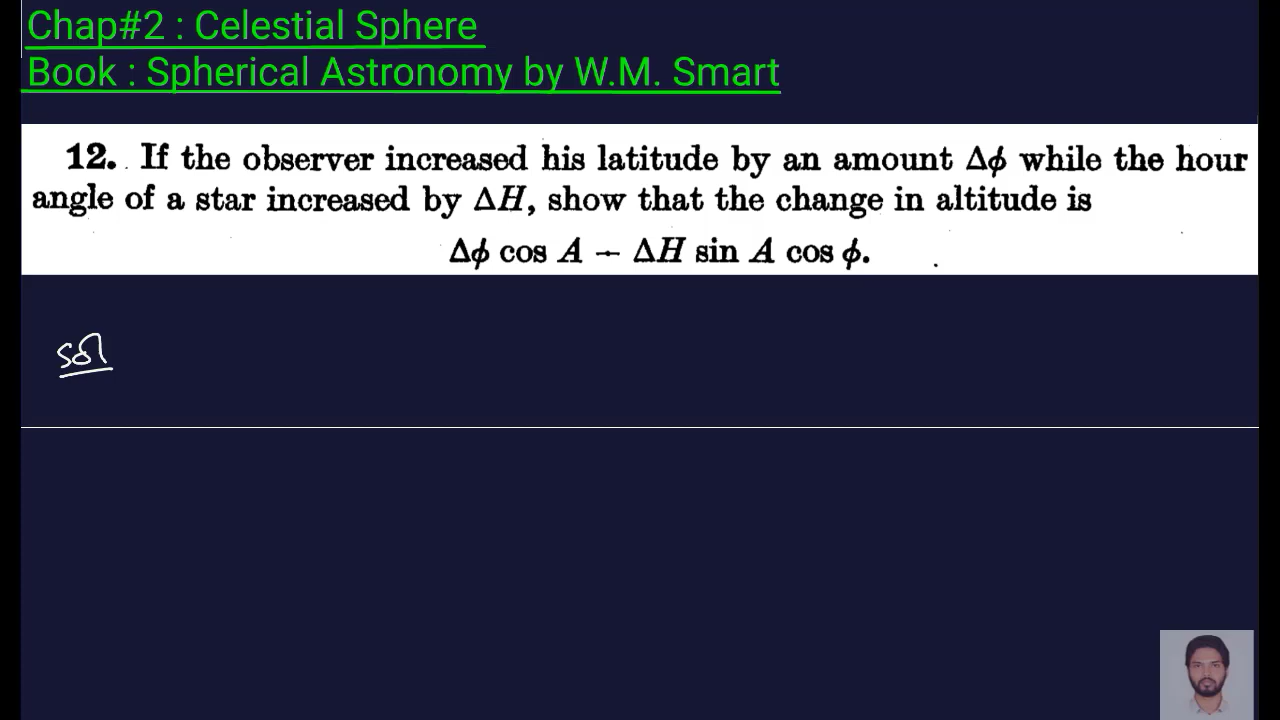 Chap#2 : Celestial Sphere
Book : Spherical Astronomy by W.M. Smart
12. If the observer increased his latitude by an amount Δϕ while the hour
angle of a star increased by ΔH, show that the change in altitude is
Δϕ cos A − ΔH sin A cos ϕ.
Sol